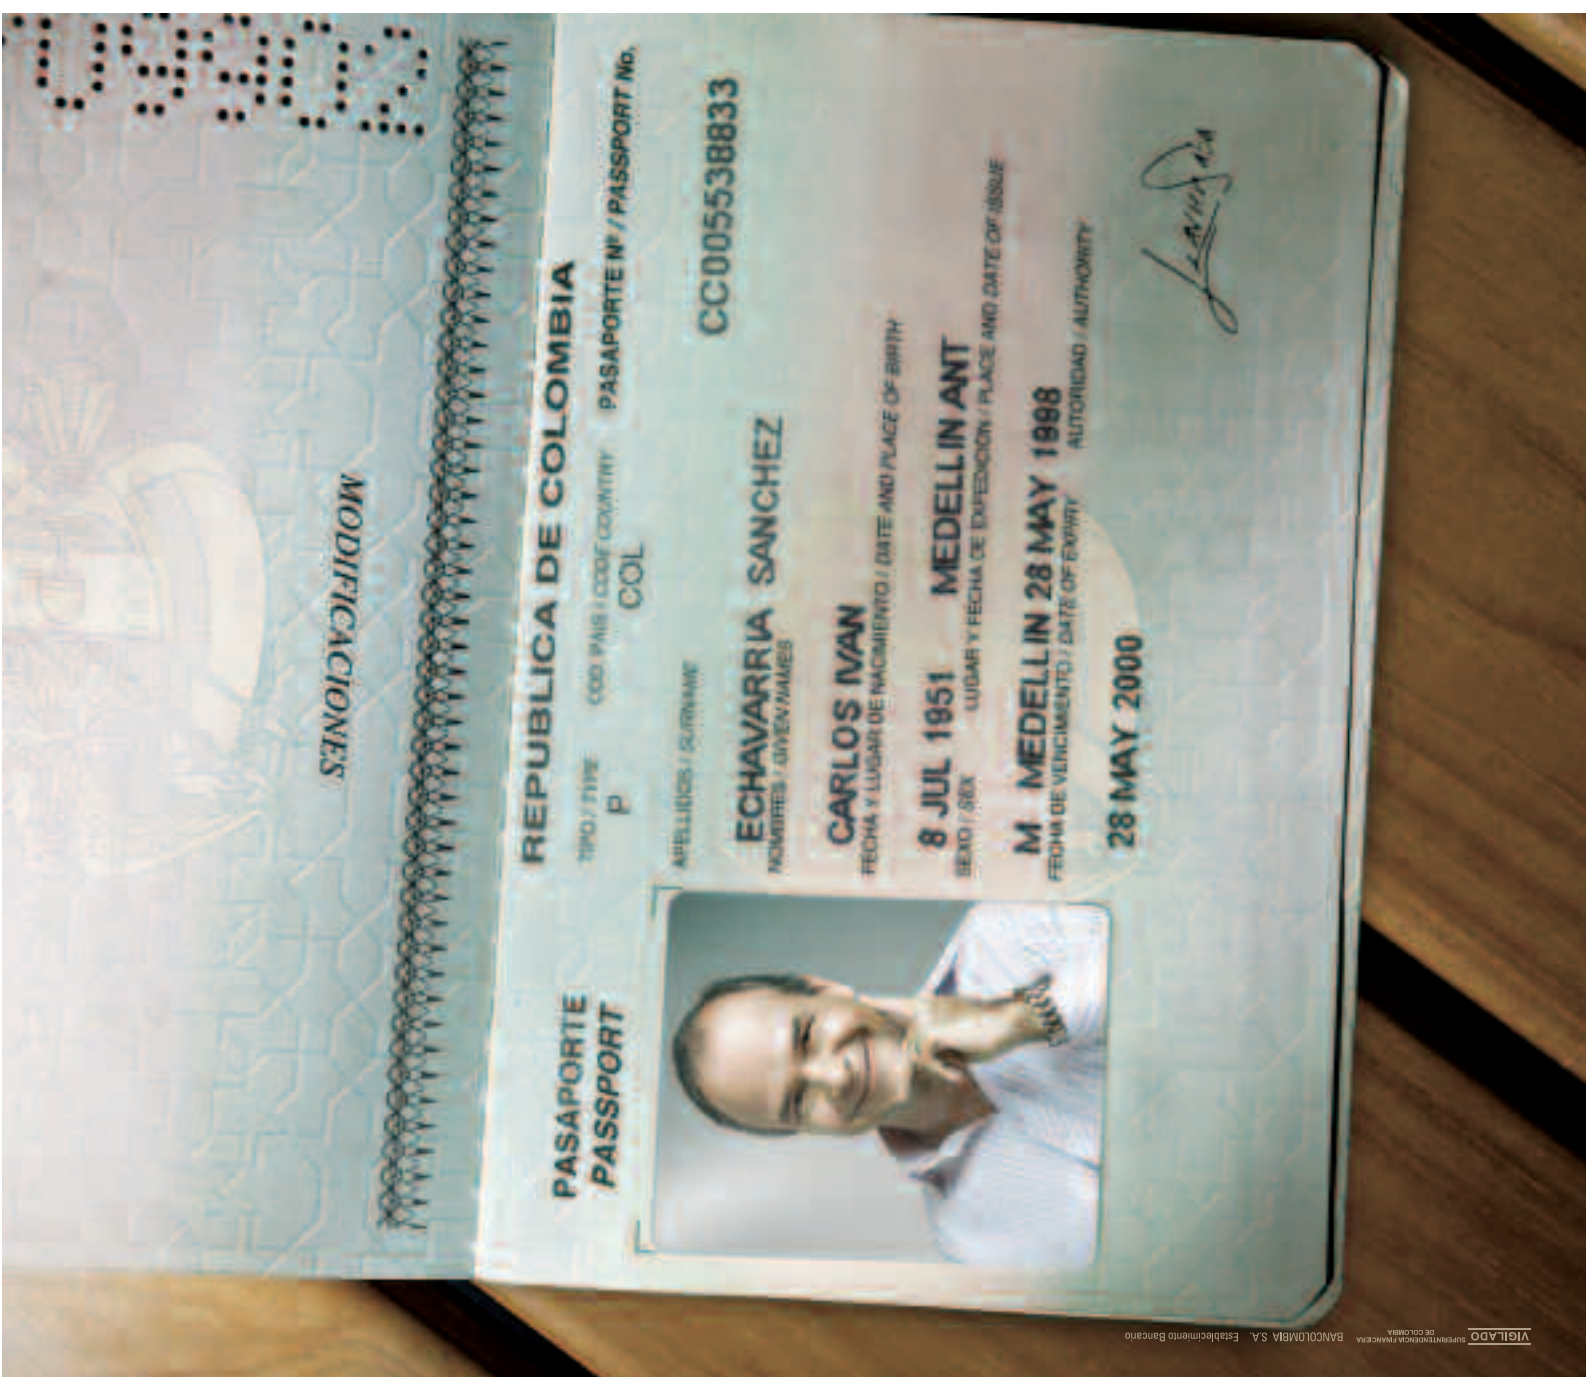 09902
MODIFICACIONES
REPUBLICA DE COLOMBIA
PASAPORTE
PASSPORT
TIPO / TYPE COD PAIS / COD OF COUNTRY PASAPORTE Nº / PASSPORT No.
P COL
CC005538833
APELLIDOS / SURNAME
ECHAVARRIA SANCHEZ
NOMBRES / GIVEN NAMES
CARLOS IVAN
FECHA Y LUGAR DE NACIMIENTO / DATE AND PLACE OF BIRTH
8 JUL 1951 MEDELLIN ANT
SEXO / SEX LUGAR Y FECHA DE EXPEDICION / PLACE AND DATE OF ISSUE
M MEDELLIN 28 MAY 1998
FECHA DE VENCIMIENTO / DATE OF EXPIRY AUTORIDAD / AUTHORITY
28 MAY 2000
BANCOLOMBIA S.A. Establecimiento Bancario
VIGILADO SUPERINTENDENCIA FINANCIERA
DE COLOMBIA